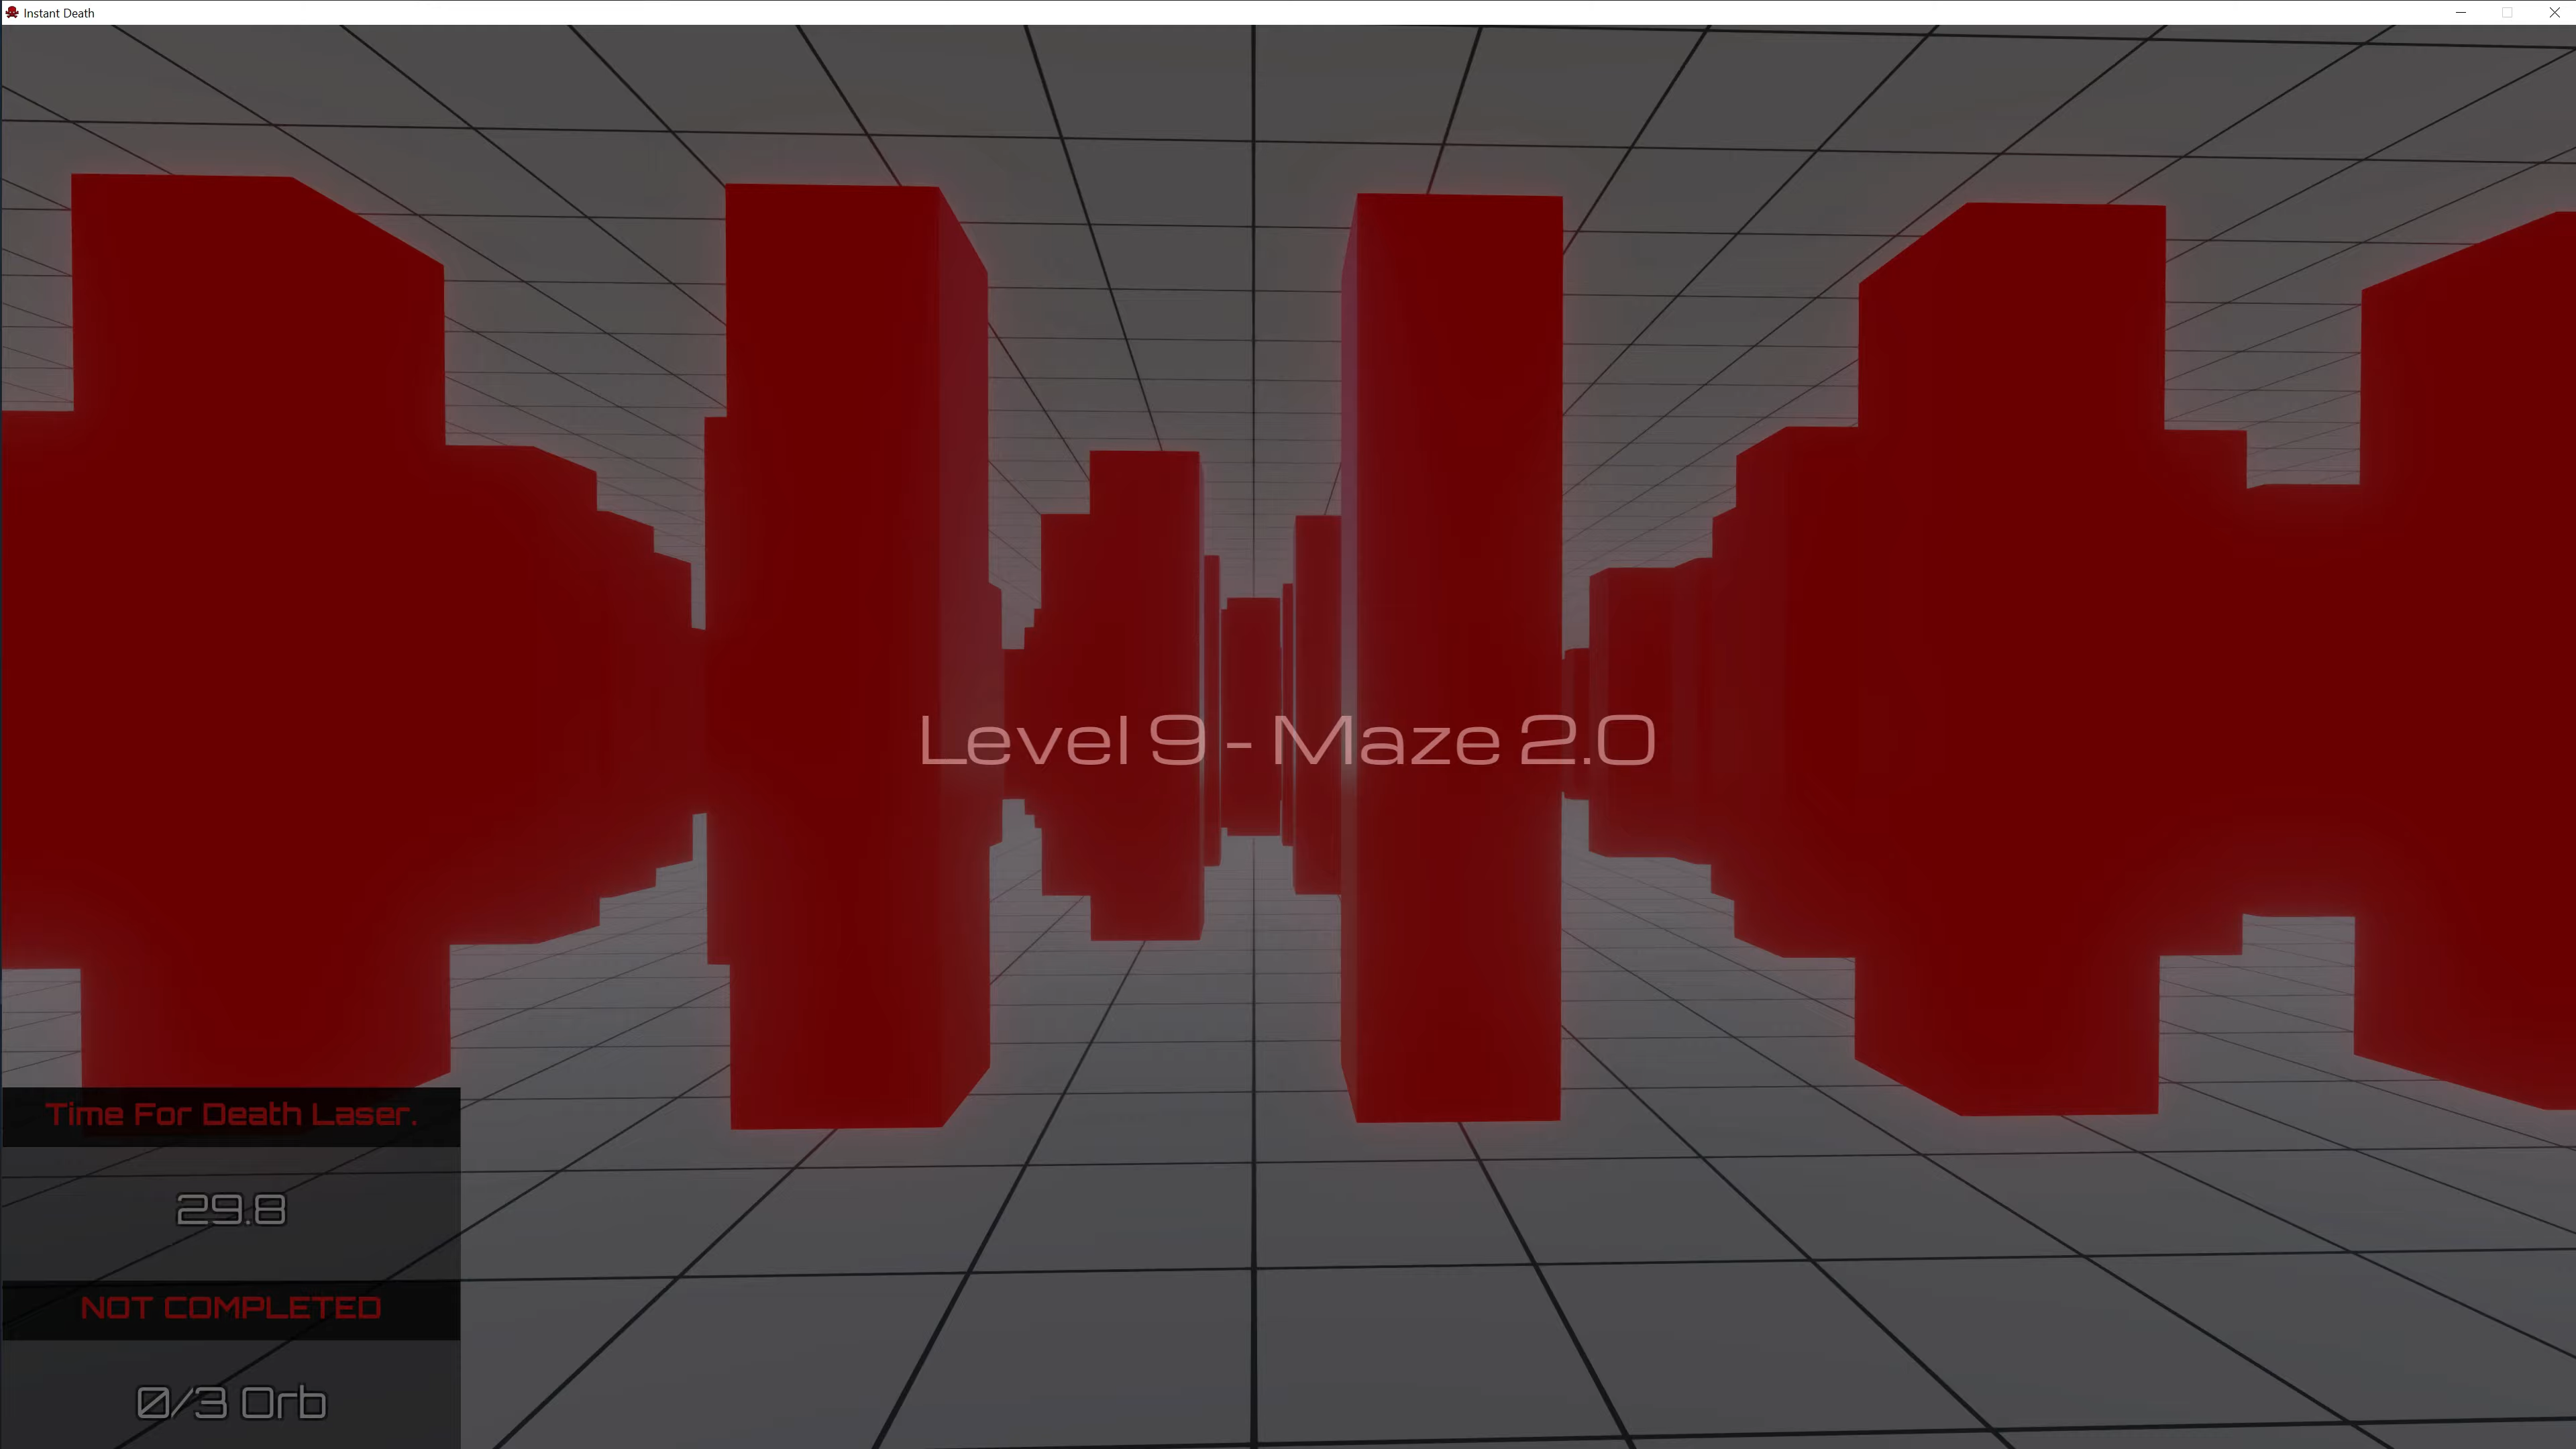 Instant Death
Level 9 - Maze 2.0
Time For Death Laser.
29.8
NOT COMPLETED
0/3 Orb